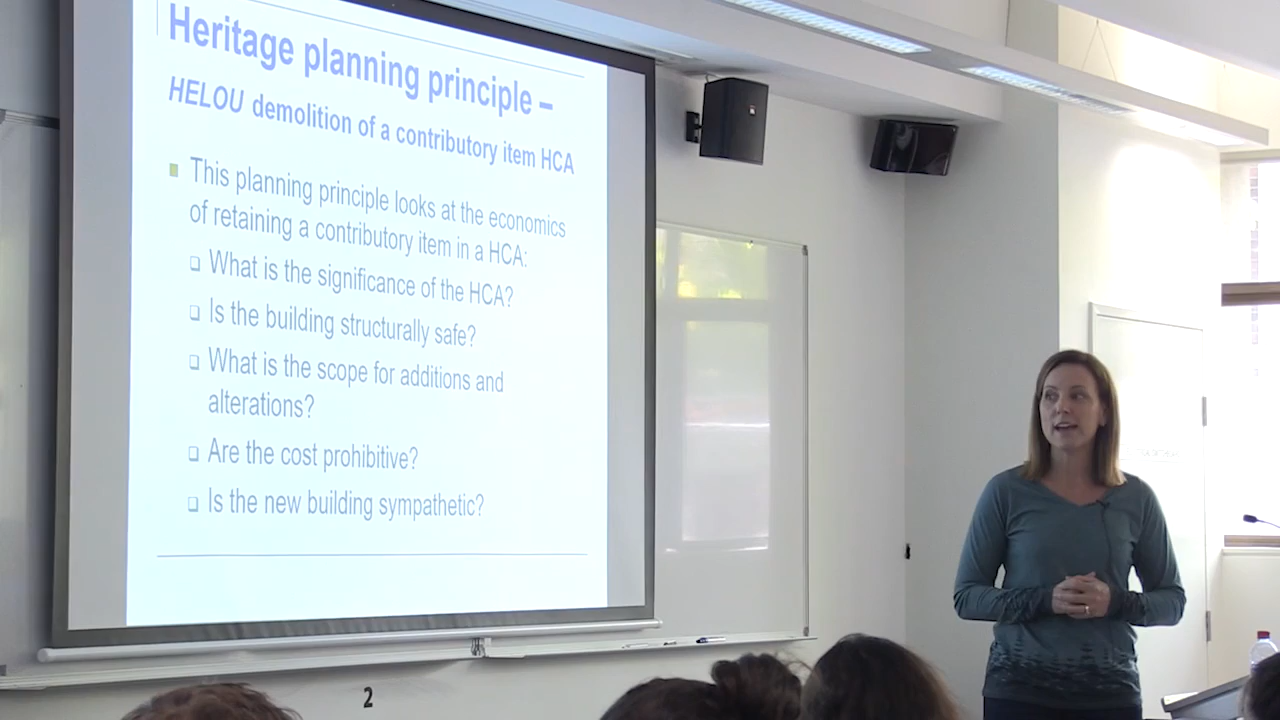 Heritage planning principle –
HELOU demolition of a contributory item HCA
This planning principle looks at the economics
of retaining a contributory item in a HCA:
What is the significance of the HCA?
Is the building structurally safe?
What is the scope for additions and
alterations?
Are the cost prohibitive?
Is the new building sympathetic?
2